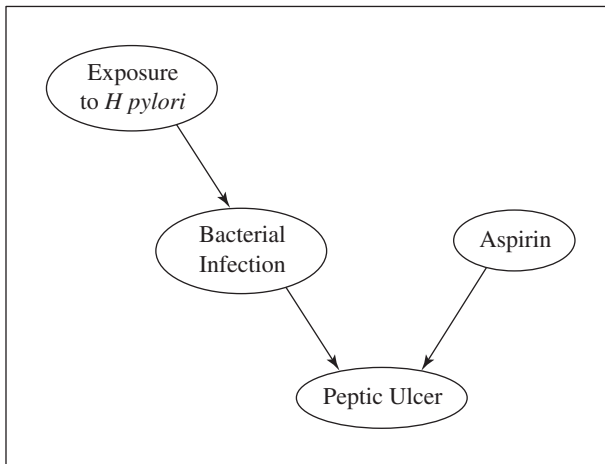 Exposure
to H pylori
Bacterial
Infection
Aspirin
Peptic Ulcer